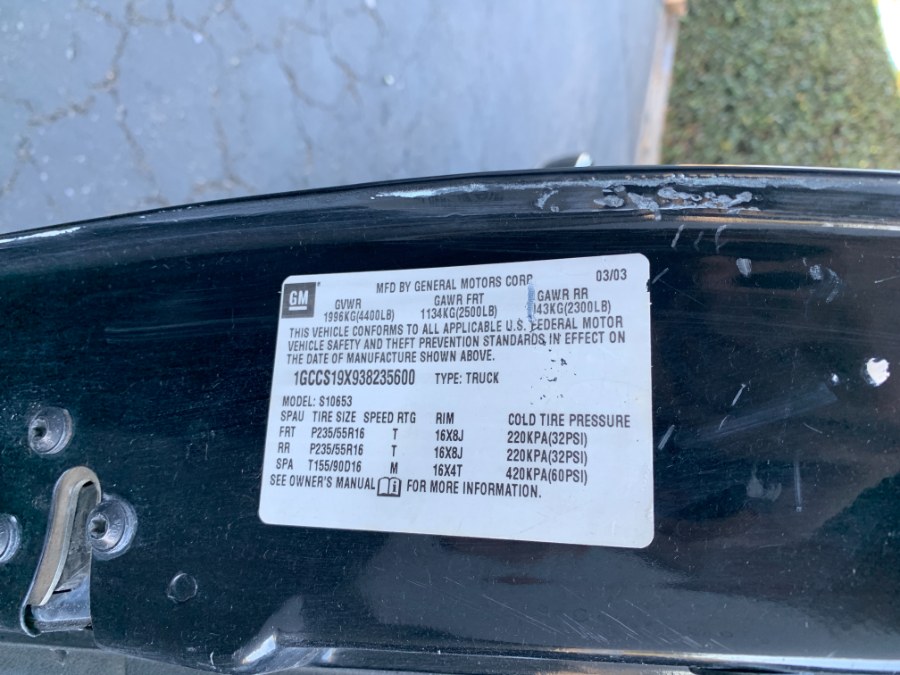 GM
MFD BY GENERAL MOTORS CORP 03/03
GVWR GAWR FRT GAWR RR
1996KG(4400LB) 1134KG(2500LB) 43KG(2300LB)
THIS VEHICLE CONFORMS TO ALL APPLICABLE U.S. FEDERAL MOTOR
VEHICLE SAFETY AND THEFT PREVENTION STANDARDS IN EFFECT ON
THE DATE OF MANUFACTURE SHOWN ABOVE.
1GCCS19X938235600 TYPE: TRUCK
MODEL: S10653
SPAU TIRE SIZE SPEED RTG RIM COLD TIRE PRESSURE
FRT P235/55R16 T 16X8J 220KPA(32PSI)
RR P235/55R16 T 16X8J 220KPA(32PSI)
SPA T155/90D16 M 16X4T 420KPA(60PSI)
SEE OWNER'S MANUAL FOR MORE INFORMATION.